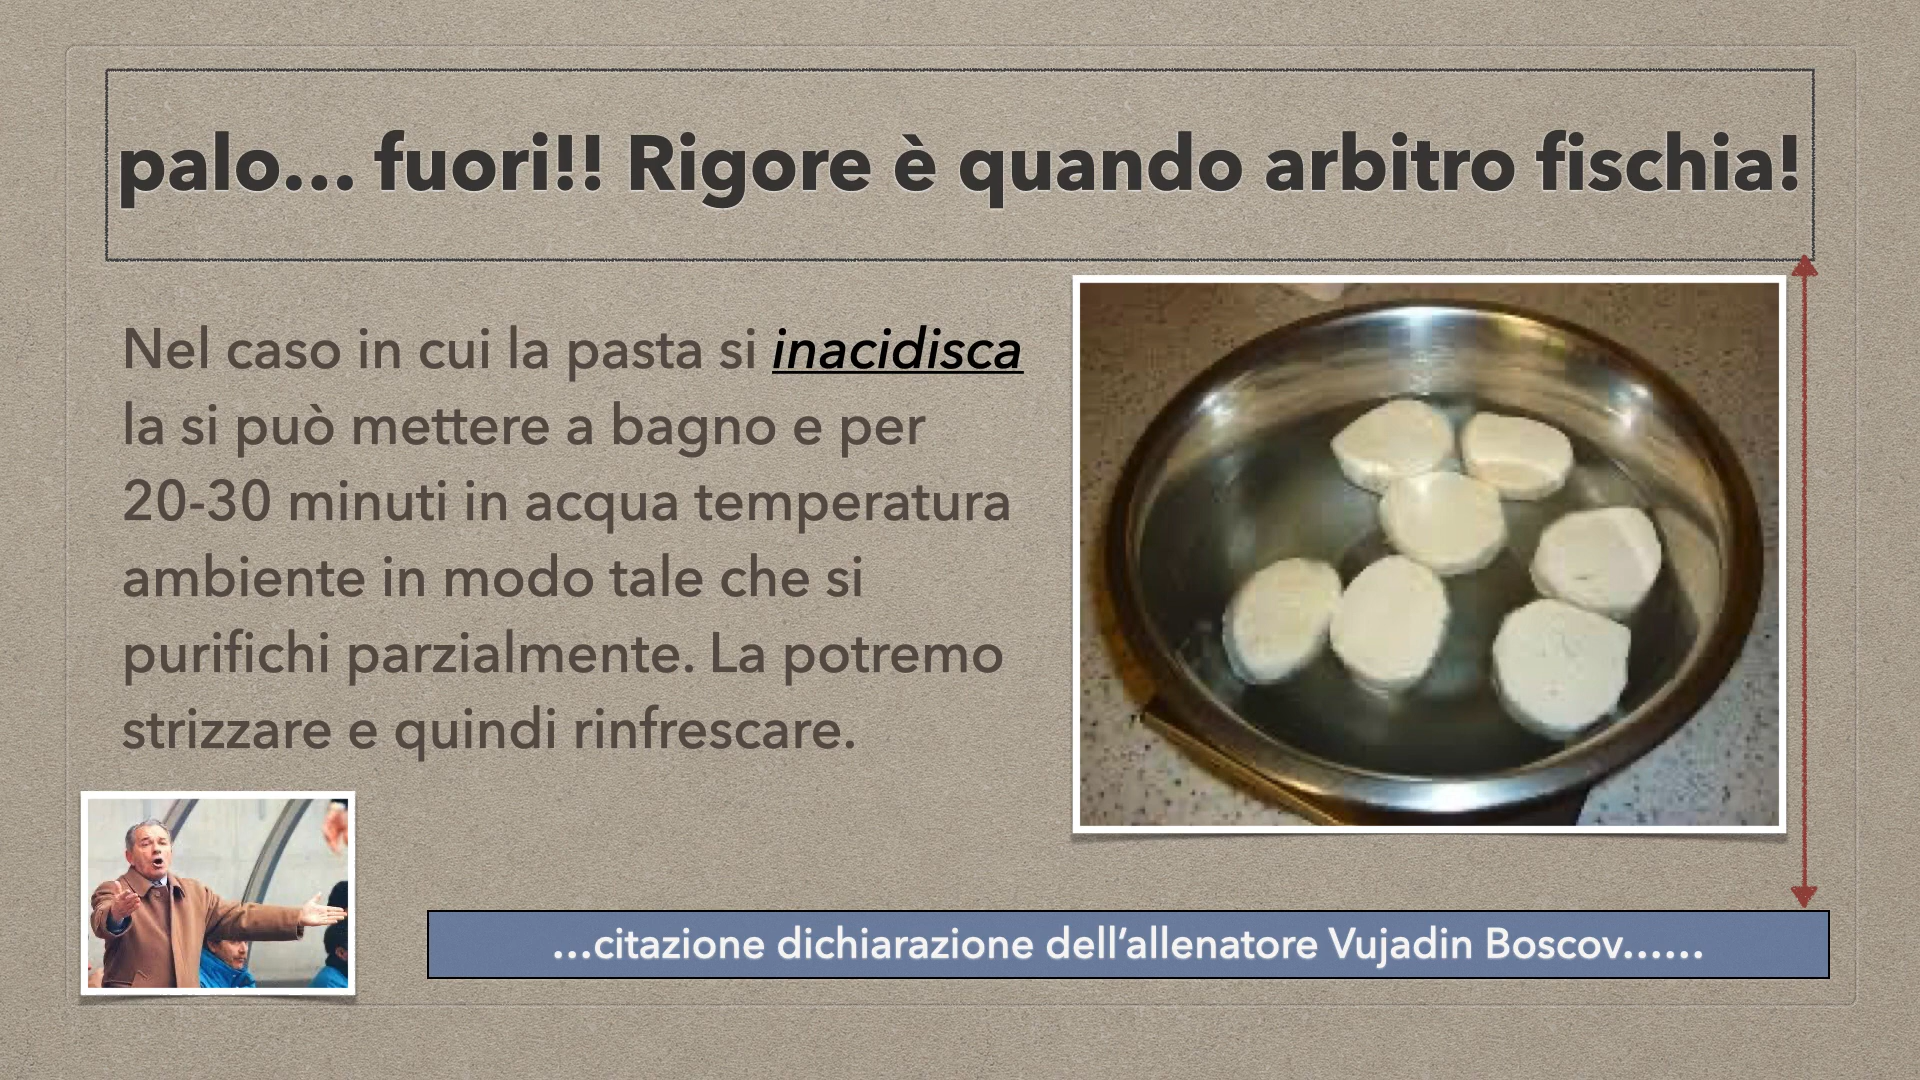 palo… fuori!! Rigore è quando arbitro fischia!
Nel caso in cui la pasta si inacidisca
la si può mettere a bagno e per
20-30 minuti in acqua temperatura
ambiente in modo tale che si
purifichi parzialmente. La potremo
strizzare e quindi rinfrescare.
…citazione dichiarazione dell’allenatore Vujadin Boscov……